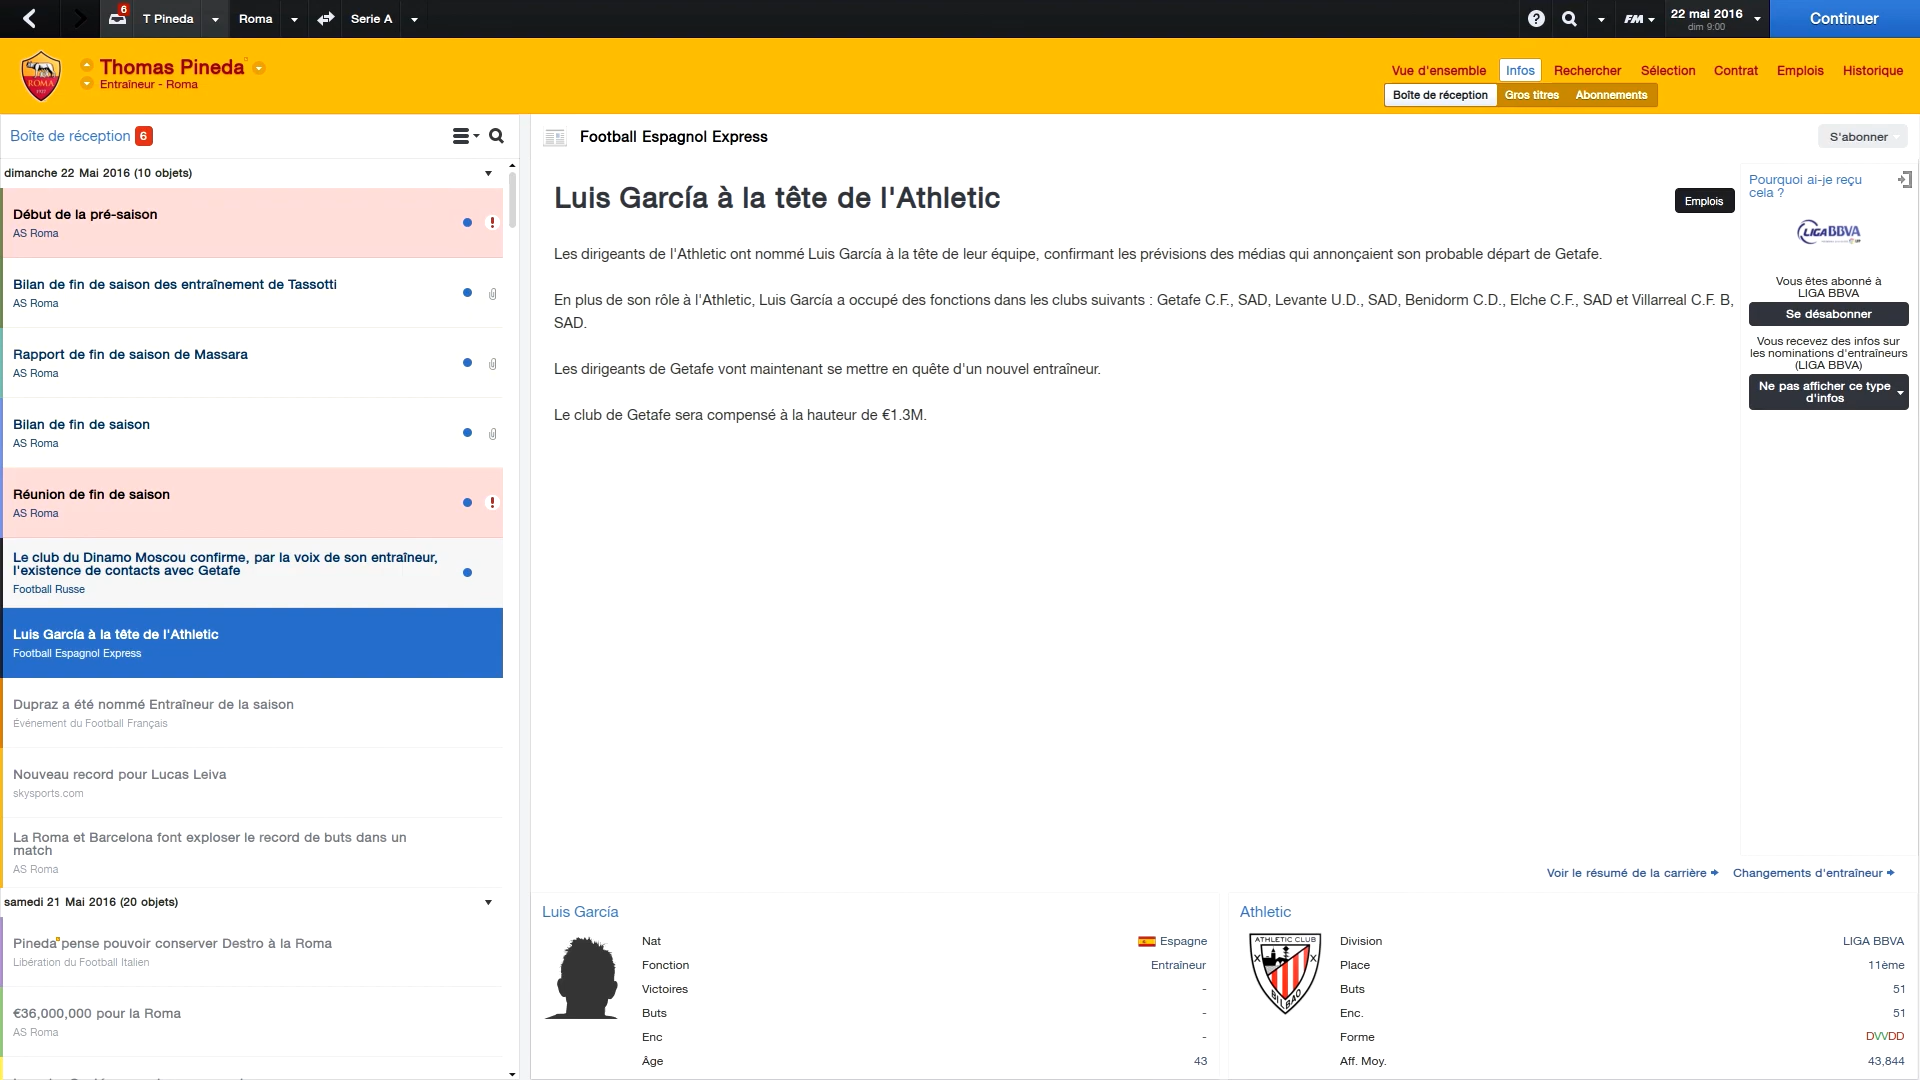 6
T Pineda
Roma
Serie A
?
FM
22 mai 2016
dim 9:00
Continuer
ROMA
1927
Thomas Pineda
Entraîneur - Roma
Vue d'ensemble
Infos
Rechercher
Sélection
Contrat
Emplois
Historique
Boîte de réception
Gros titres
Abonnements
Boîte de réception 6
dimanche 22 Mai 2016 (10 objets)
Début de la pré-saison
AS Roma
Bilan de fin de saison des entraînement de Tassotti
AS Roma
Rapport de fin de saison de Massara
AS Roma
Bilan de fin de saison
AS Roma
Réunion de fin de saison
AS Roma
Le club du Dinamo Moscou confirme, par la voix de son entraîneur,
l'existence de contacts avec Getafe
Football Russe
Luis García à la tête de l'Athletic
Football Espagnol Express
Dupraz a été nommé Entraîneur de la saison
Événement du Football Français
Nouveau record pour Lucas Leiva
skysports.com
La Roma et Barcelona font exploser le record de buts dans un
match
AS Roma
samedi 21 Mai 2016 (20 objets)
Pineda pense pouvoir conserver Destro à la Roma
Libération du Football Italien
€36,000,000 pour la Roma
AS Roma
Football Espagnol Express
S'abonner
Luis García à la tête de l'Athletic
Emplois
Les dirigeants de l'Athletic ont nommé Luis García à la tête de leur équipe, confirmant les prévisions des médias qui annonçaient son probable départ de Getafe.
En plus de son rôle à l'Athletic, Luis García a occupé des fonctions dans les clubs suivants : Getafe C.F., SAD, Levante U.D., SAD, Benidorm C.D., Elche C.F., SAD et Villarreal C.F. B,
SAD.
Les dirigeants de Getafe vont maintenant se mettre en quête d'un nouvel entraîneur.
Le club de Getafe sera compensé à la hauteur de €1.3M.
Pourquoi ai-je reçu
cela ?
LIGA BBVA
Vous êtes abonné à
LIGA BBVA
Se désabonner
Vous recevez des infos sur
les nominations d'entraîneurs
(LIGA BBVA)
Ne pas afficher ce type
d'infos
Voir le résumé de la carrière
Changements d'entraîneur
Luis García
Nat Espagne
Fonction Entraîneur
Victoires -
Buts -
Enc -
Âge 43
Athletic
ATHLETIC CLUB
BILBAO
Division LIGA BBVA
Place 11ème
Buts 51
Enc. 51
Forme DVVDD
Aff. Moy. 43,844